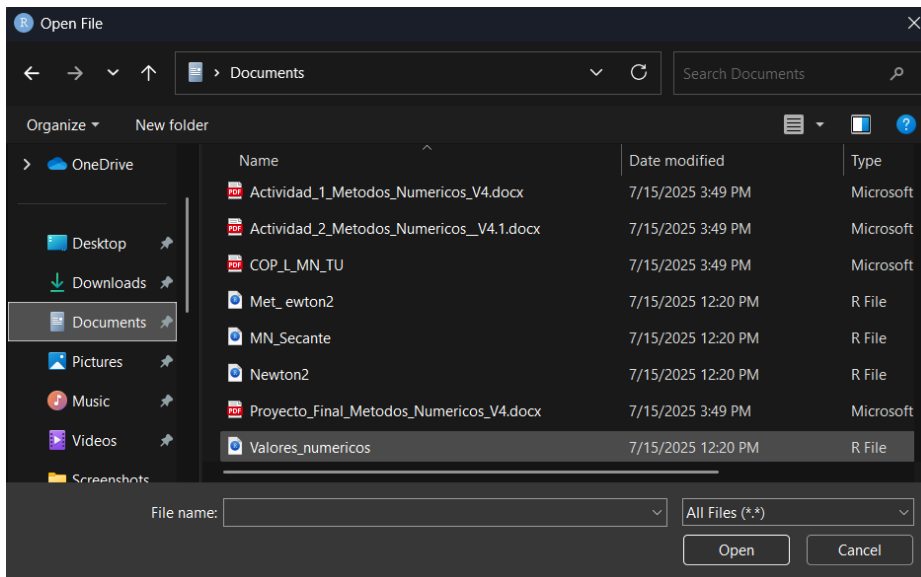 R Open File
Documents
Search Documents
Organize New folder
Name Date modified Type
OneDrive
Desktop
Downloads
Documents
Pictures
Music
Videos
Screenshots
Actividad_1_Metodos_Numericos_V4.docx 7/15/2025 3:49 PM Microsoft
Actividad_2_Metodos_Numericos__V4.1.docx 7/15/2025 3:49 PM Microsoft
COP_L_MN_TU 7/15/2025 3:49 PM Microsoft
Met_ ewton2 7/15/2025 12:20 PM R File
MN_Secante 7/15/2025 12:20 PM R File
Newton2 7/15/2025 12:20 PM R File
Proyecto_Final_Metodos_Numericos_V4.docx 7/15/2025 3:49 PM Microsoft
Valores_numericos 7/15/2025 12:20 PM R File
File name: All Files (*.*)
Open Cancel